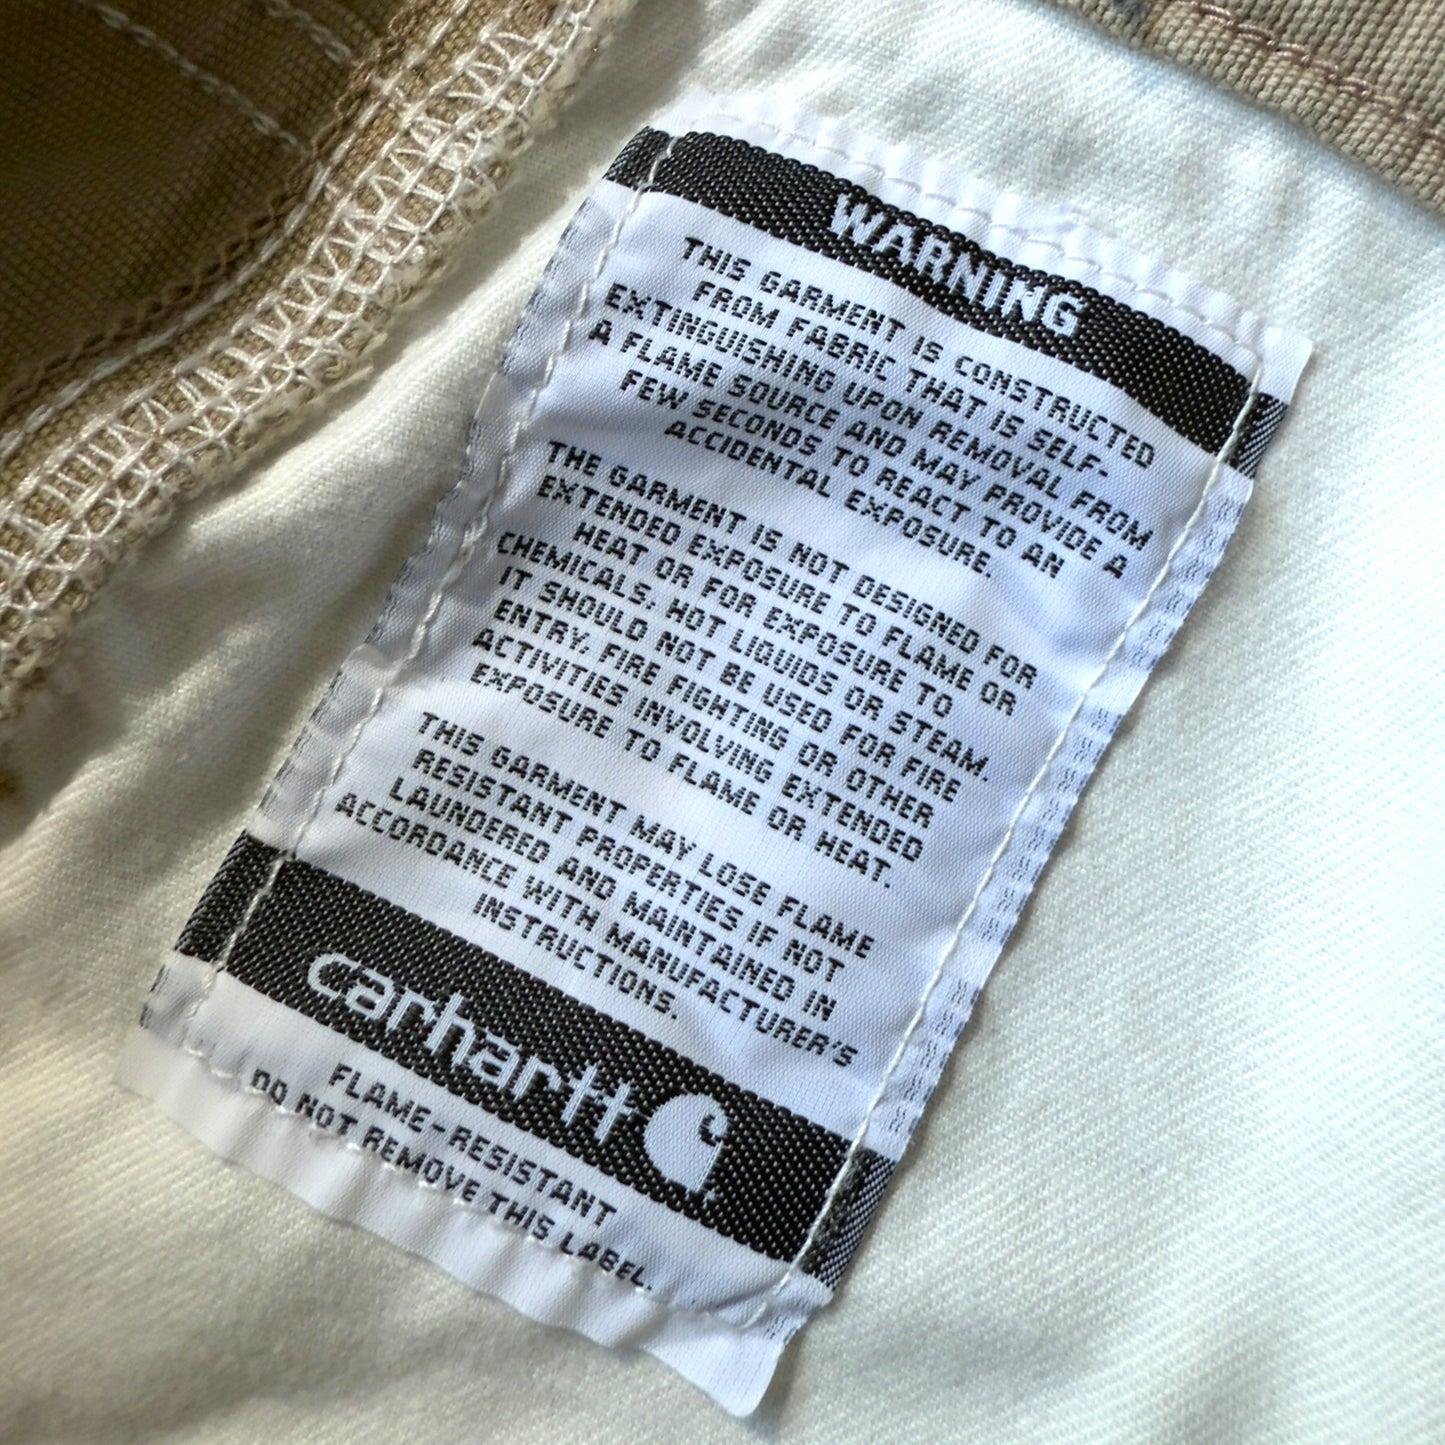 WARNING
THIS GARMENT IS CONSTRUCTED
FROM FABRIC THAT IS SELF-
EXTINGUISHING UPON REMOVAL FROM
A FLAME SOURCE AND MAY PROVIDE A
FEW SECONDS TO REACT TO AN
ACCIDENTAL EXPOSURE.
THE GARMENT IS NOT DESIGNED FOR
EXTENDED EXPOSURE TO FLAME OR
HEAT OR FOR EXPOSURE TO
CHEMICALS, HOT LIQUIDS OR STEAM.
IT SHOULD NOT BE USED FOR FIRE
ENTRY, FIRE FIGHTING OR OTHER
ACTIVITIES INVOLVING EXTENDED
EXPOSURE TO FLAME OR HEAT.
THIS GARMENT MAY LOSE FLAME
RESISTANT PROPERTIES IF NOT
LAUNDERED AND MAINTAINED IN
ACCORDANCE WITH MANUFACTURER'S
INSTRUCTIONS.
carhartt
FLAME-RESISTANT
DO NOT REMOVE THIS LABEL.